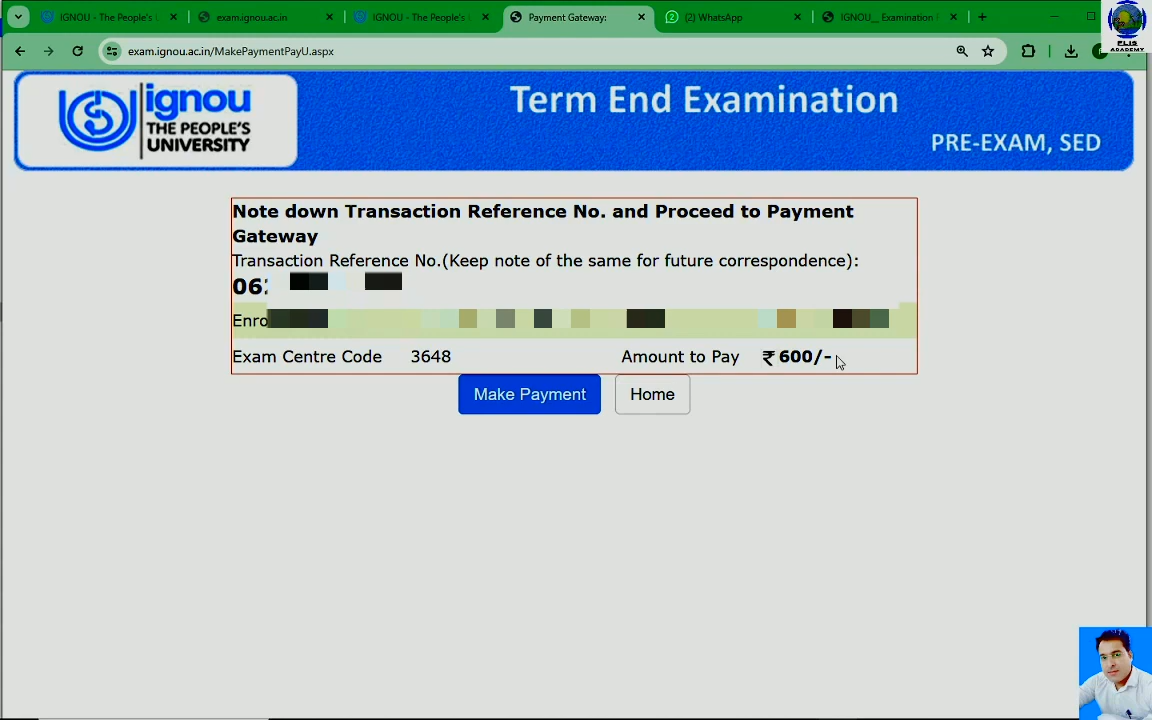 IGNOU - The People's U
exam.ignou.ac.in
IGNOU - The People's U
Payment Gateway:
(2) WhatsApp
IGNOU__ Examination
exam.ignou.ac.in/MakePaymentPayU.aspx
FLIS
ACADEMY
ignou
THE PEOPLE'S
UNIVERSITY
Term End Examination
PRE-EXAM, SED
Note down Transaction Reference No. and Proceed to Payment
Gateway
Transaction Reference No.(Keep note of the same for future correspondence):
06
Enro
Exam Centre Code 3648 Amount to Pay ₹ 600/-
Make Payment Home